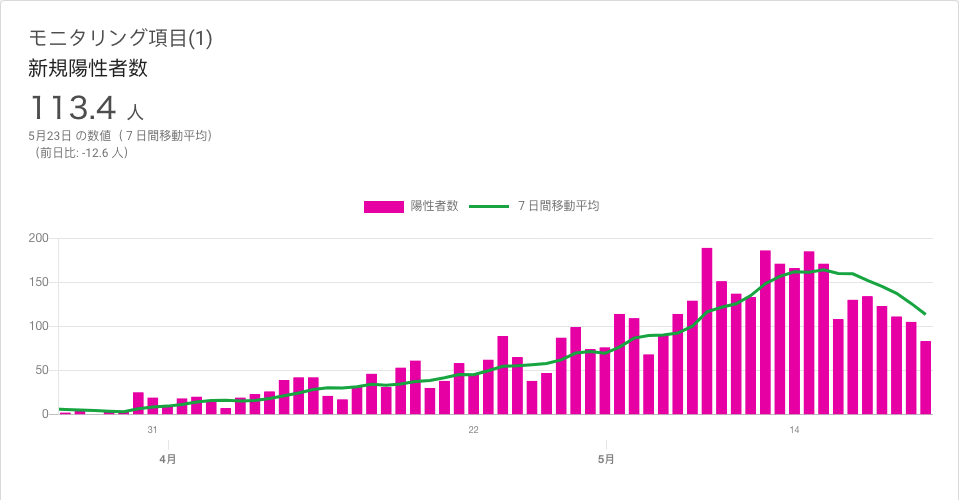 モニタリング項目(1)
新規陽性者数
113.4 人
5月23日 の数値（７日間移動平均）
（前日比: -12.6 人）
陽性者数 ７日間移動平均
200
150
100
50
0
31 22 14
4月 5月